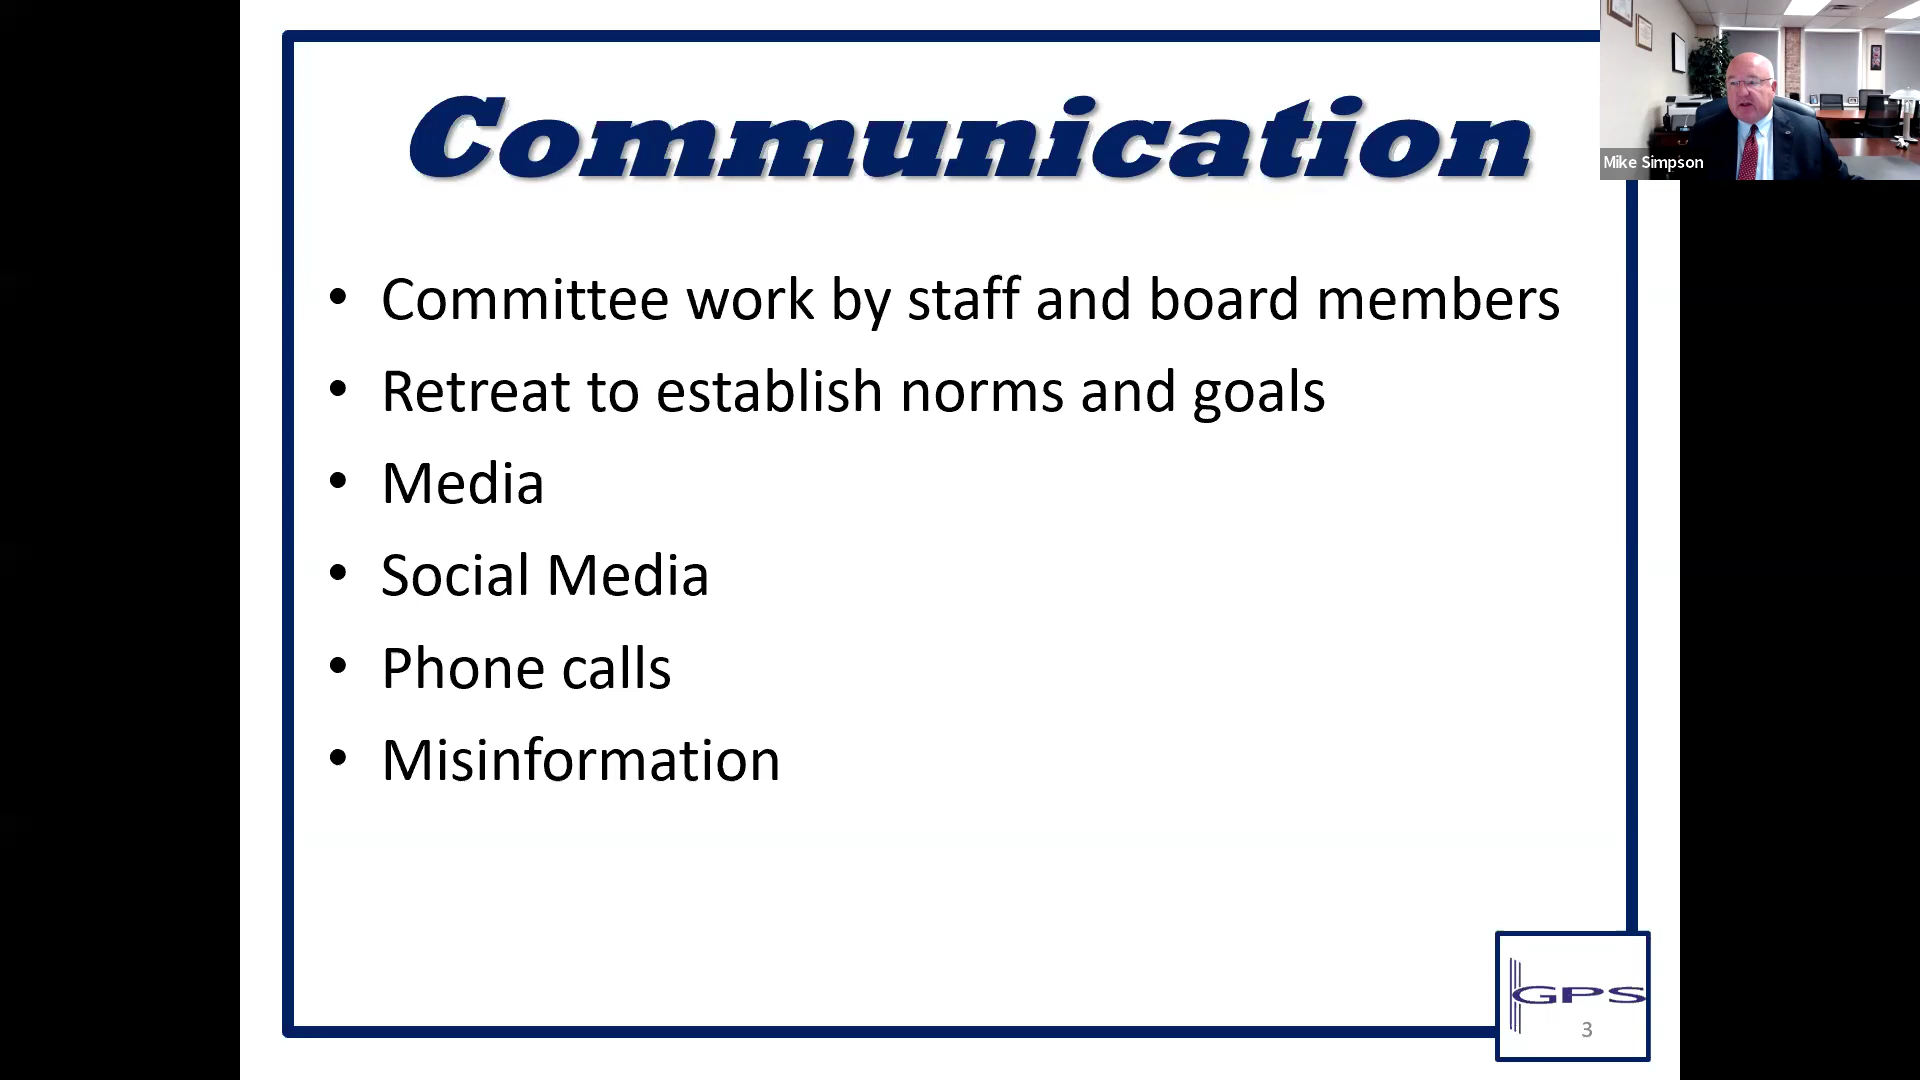 Communication
Mike Simpson
• Committee work by staff and board members
• Retreat to establish norms and goals
• Media
• Social Media
• Phone calls
• Misinformation
GPS
3